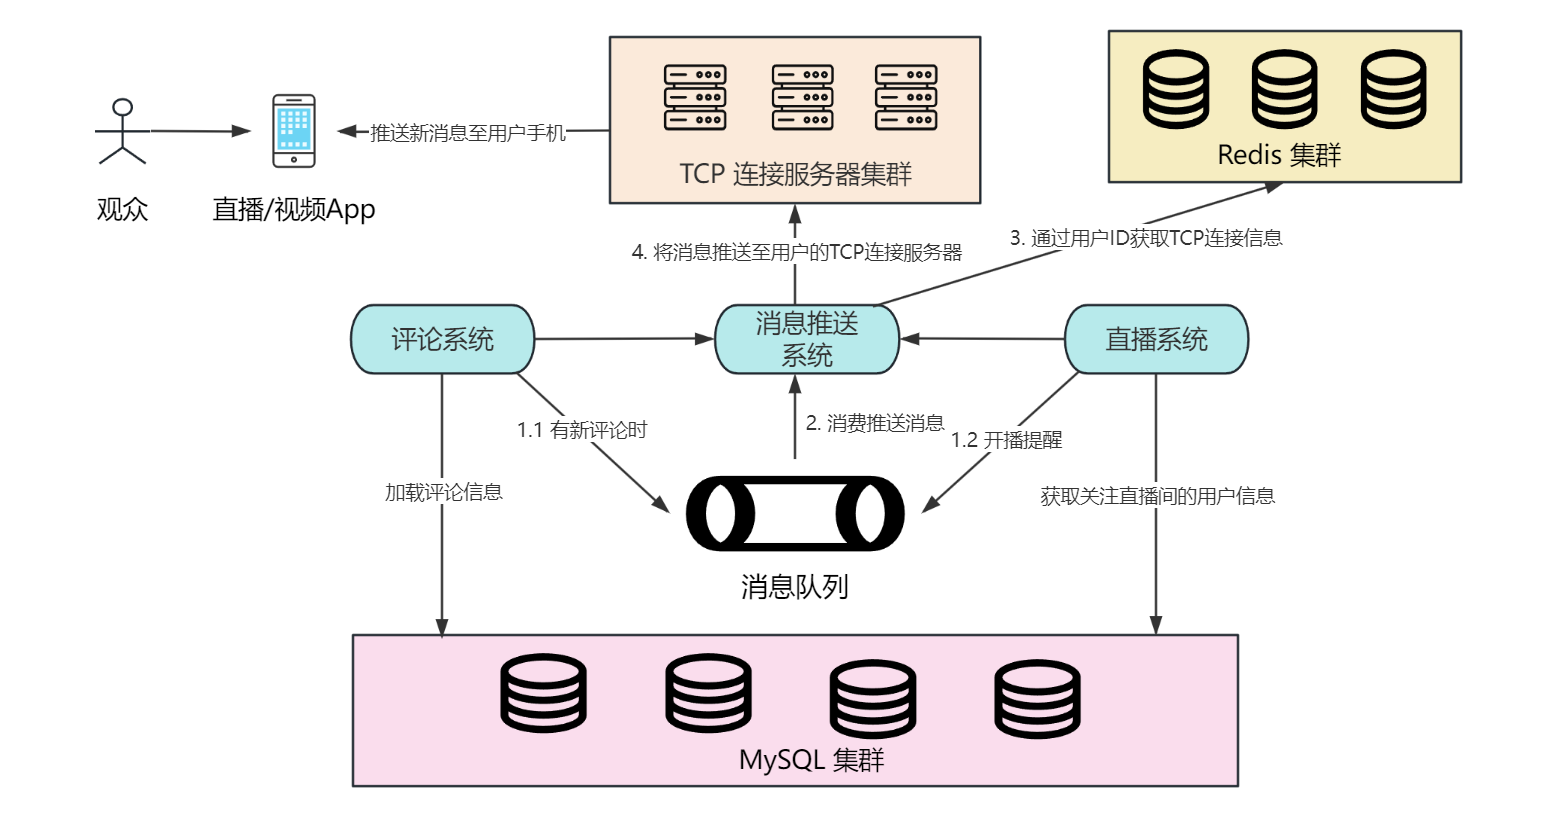 Redis 集群
推送新消息至用户手机
TCP 连接服务器集群
观众
直播/视频App
4. 将消息推送至用户的TCP连接服务器
3. 通过用户ID获取TCP连接信息
评论系统
消息推送
系统
直播系统
1.1 有新评论时
2. 消费推送消息
1.2 开播提醒
加载评论信息
获取关注直播间的用户信息
消息队列
MySQL 集群